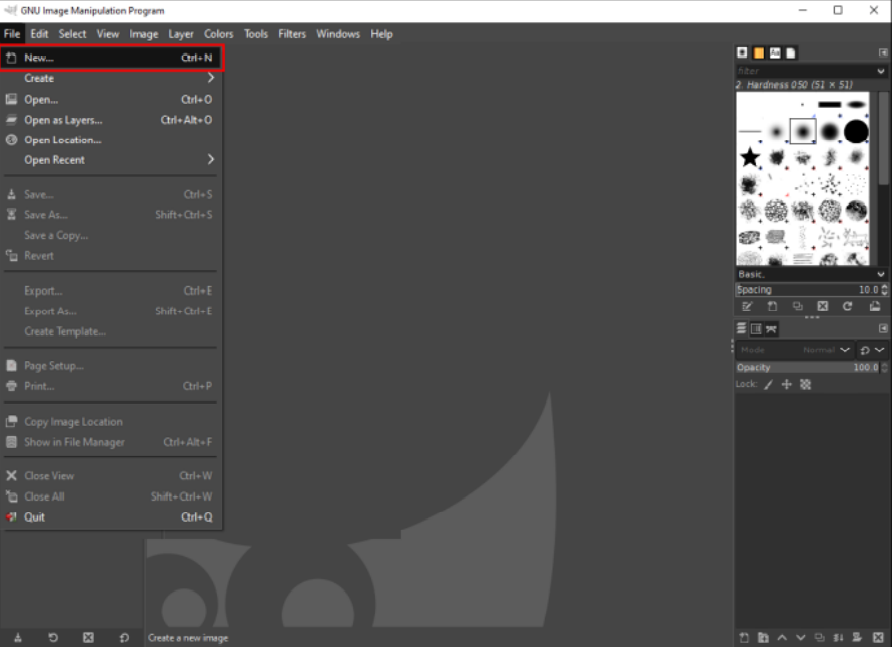 GNU Image Manipulation Program
File Edit Select View Image Layer Colors Tools Filters Windows Help
New... Ctrl+N
Create
Open... Ctrl+O
Open as Layers... Ctrl+Alt+O
Open Location...
Open Recent
Save... Ctrl+S
Save As... Shift+Ctrl+S
Save a Copy...
Revert
Export... Ctrl+E
Export As... Shift+Ctrl+E
Create Template...
Page Setup...
Print... Ctrl+P
Copy Image Location
Show in File Manager Ctrl+Alt+F
Close View Ctrl+W
Close All Shift+Ctrl+W
Quit Ctrl+Q
Create a new image
Aa
filter
2. Hardness 050 (51 × 51)
Basic,
Spacing 10.0
Mode Normal
Opacity 100.0
Lock: